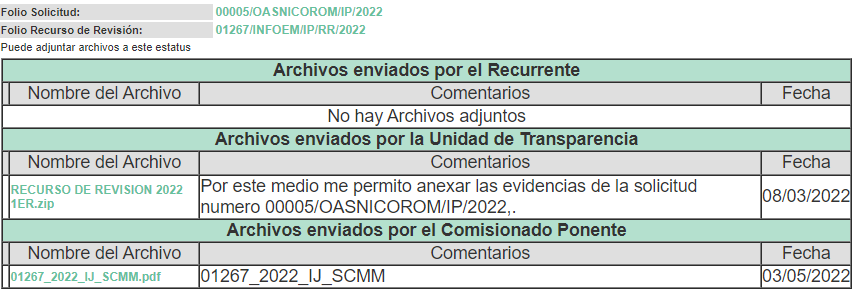 Folio Solicitud: 00005/OASNICOROM/IP/2022
Folio Recurso de Revisión: 01267/INFOEM/IP/RR/2022
Puede adjuntar archivos a este estatus
Archivos enviados por el Recurrente
Nombre del Archivo Comentarios Fecha
No hay Archivos adjuntos
Archivos enviados por la Unidad de Transparencia
Nombre del Archivo Comentarios Fecha
RECURSO DE REVISION 2022 1ER.zip Por este medio me permito anexar las evidencias de la solicitud numero 00005/OASNICOROM/IP/2022,. 08/03/2022
Archivos enviados por el Comisionado Ponente
Nombre del Archivo Comentarios Fecha
01267_2022_IJ_SCMM.pdf 01267_2022_IJ_SCMM 03/05/2022